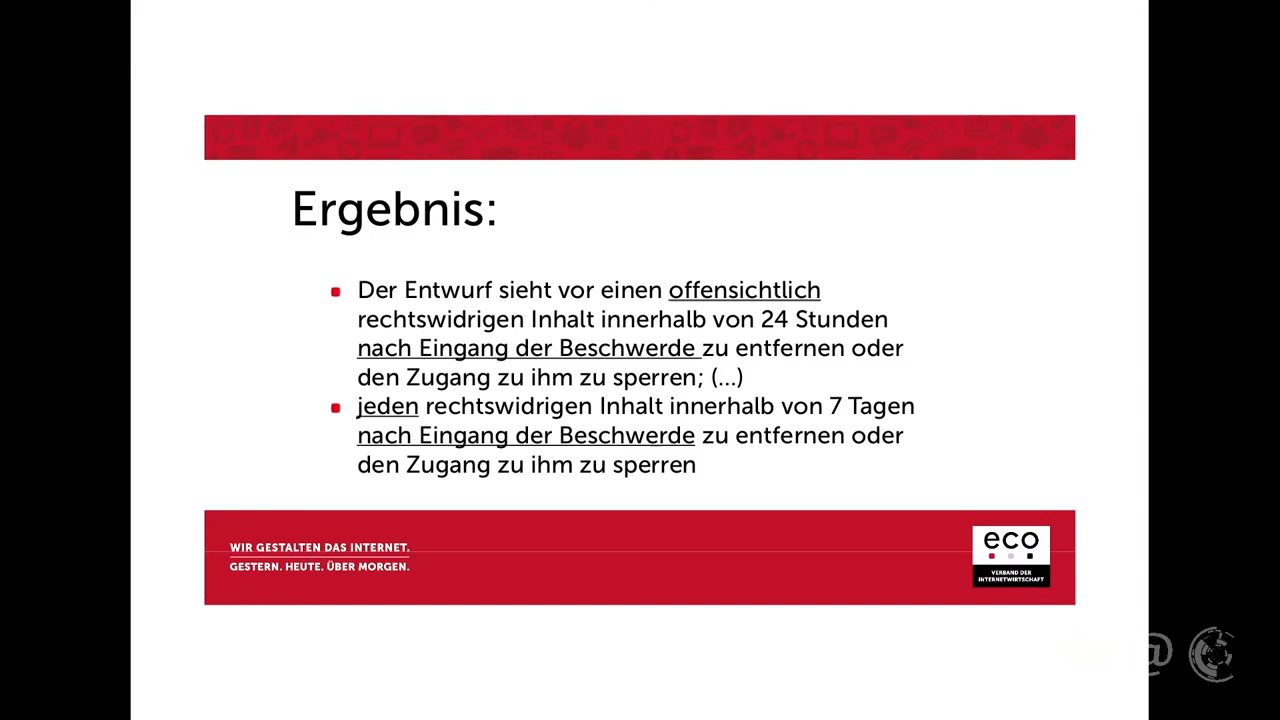 Ergebnis:
Der Entwurf sieht vor einen offensichtlich
rechtswidrigen Inhalt innerhalb von 24 Stunden
nach Eingang der Beschwerde zu entfernen oder
den Zugang zu ihm zu sperren; (...)
jeden rechtswidrigen Inhalt innerhalb von 7 Tagen
nach Eingang der Beschwerde zu entfernen oder
den Zugang zu ihm zu sperren
WIR GESTALTEN DAS INTERNET.
GESTERN. HEUTE. ÜBER MORGEN.
eco
VERBAND DER
INTERNETWIRTSCHAFT
@